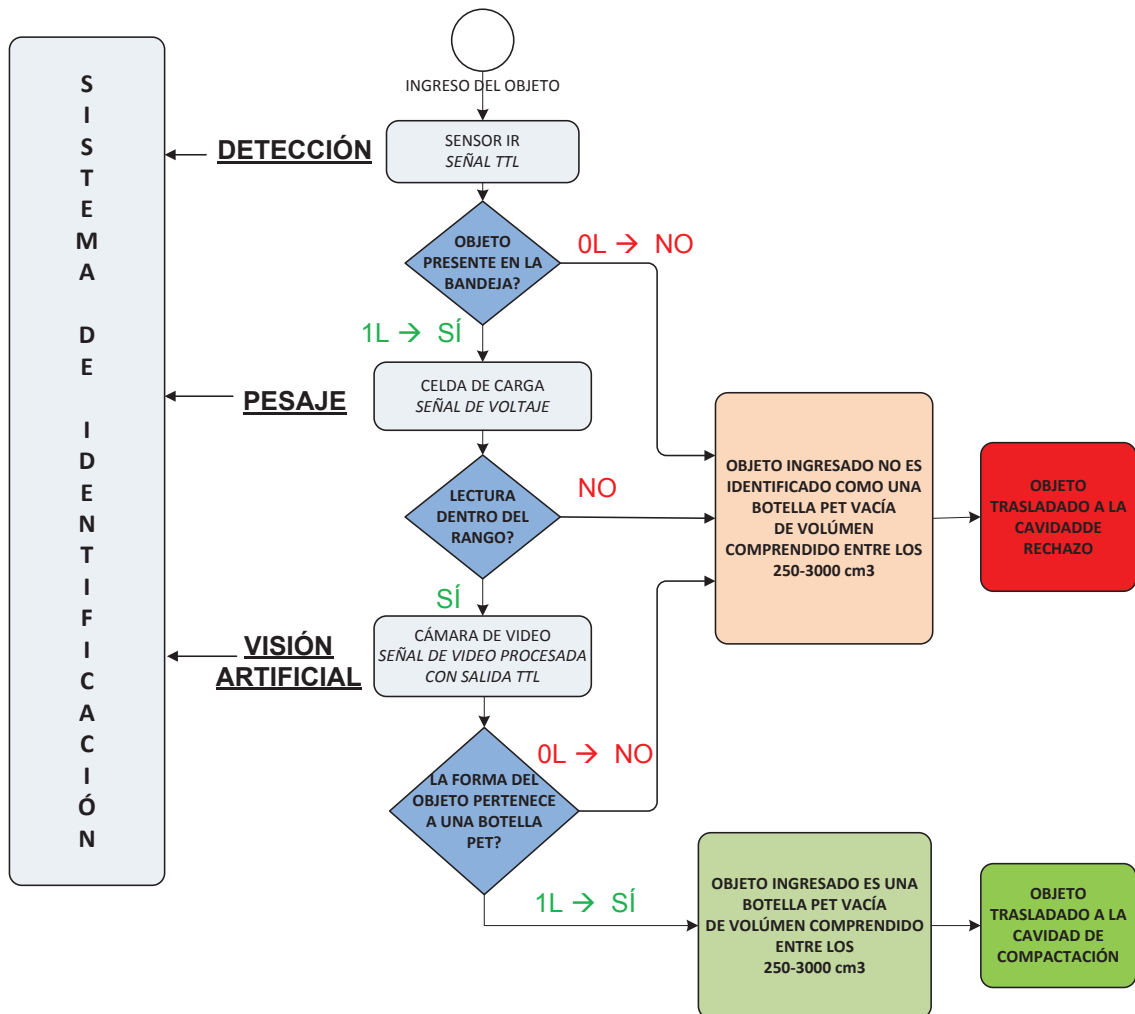 SISTEMA DE IDENTIFICACIÓN
INGRESO DEL OBJETO
DETECCIÓN
SENSOR IR
SEÑAL TTL
OBJETO
PRESENTE EN LA
BANDEJA?
0L → NO
1L → SÍ
PESAJE
CELDA DE CARGA
SEÑAL DE VOLTAJE
LECTURA
DENTRO DEL
RANGO?
NO
SÍ
VISIÓN
ARTIFICIAL
CÁMARA DE VIDEO
SEÑAL DE VIDEO PROCESADA
CON SALIDA TTL
LA FORMA DEL
OBJETO PERTENECE
A UNA BOTELLA
PET?
0L → NO
1L → SÍ
OBJETO INGRESADO NO ES
IDENTIFICADO COMO UNA
BOTELLA PET VACÍA
DE VOLÚMEN
COMPRENDIDO ENTRE LOS
250-3000 cm3
OBJETO
TRASLADADO A LA
CAVIDADDE
RECHAZO
OBJETO INGRESADO ES UNA
BOTELLA PET VACÍA
DE VOLÚMEN COMPRENDIDO
ENTRE LOS
250-3000 cm3
OBJETO
TRASLADADO A LA
CAVIDAD DE
COMPACTACIÓN